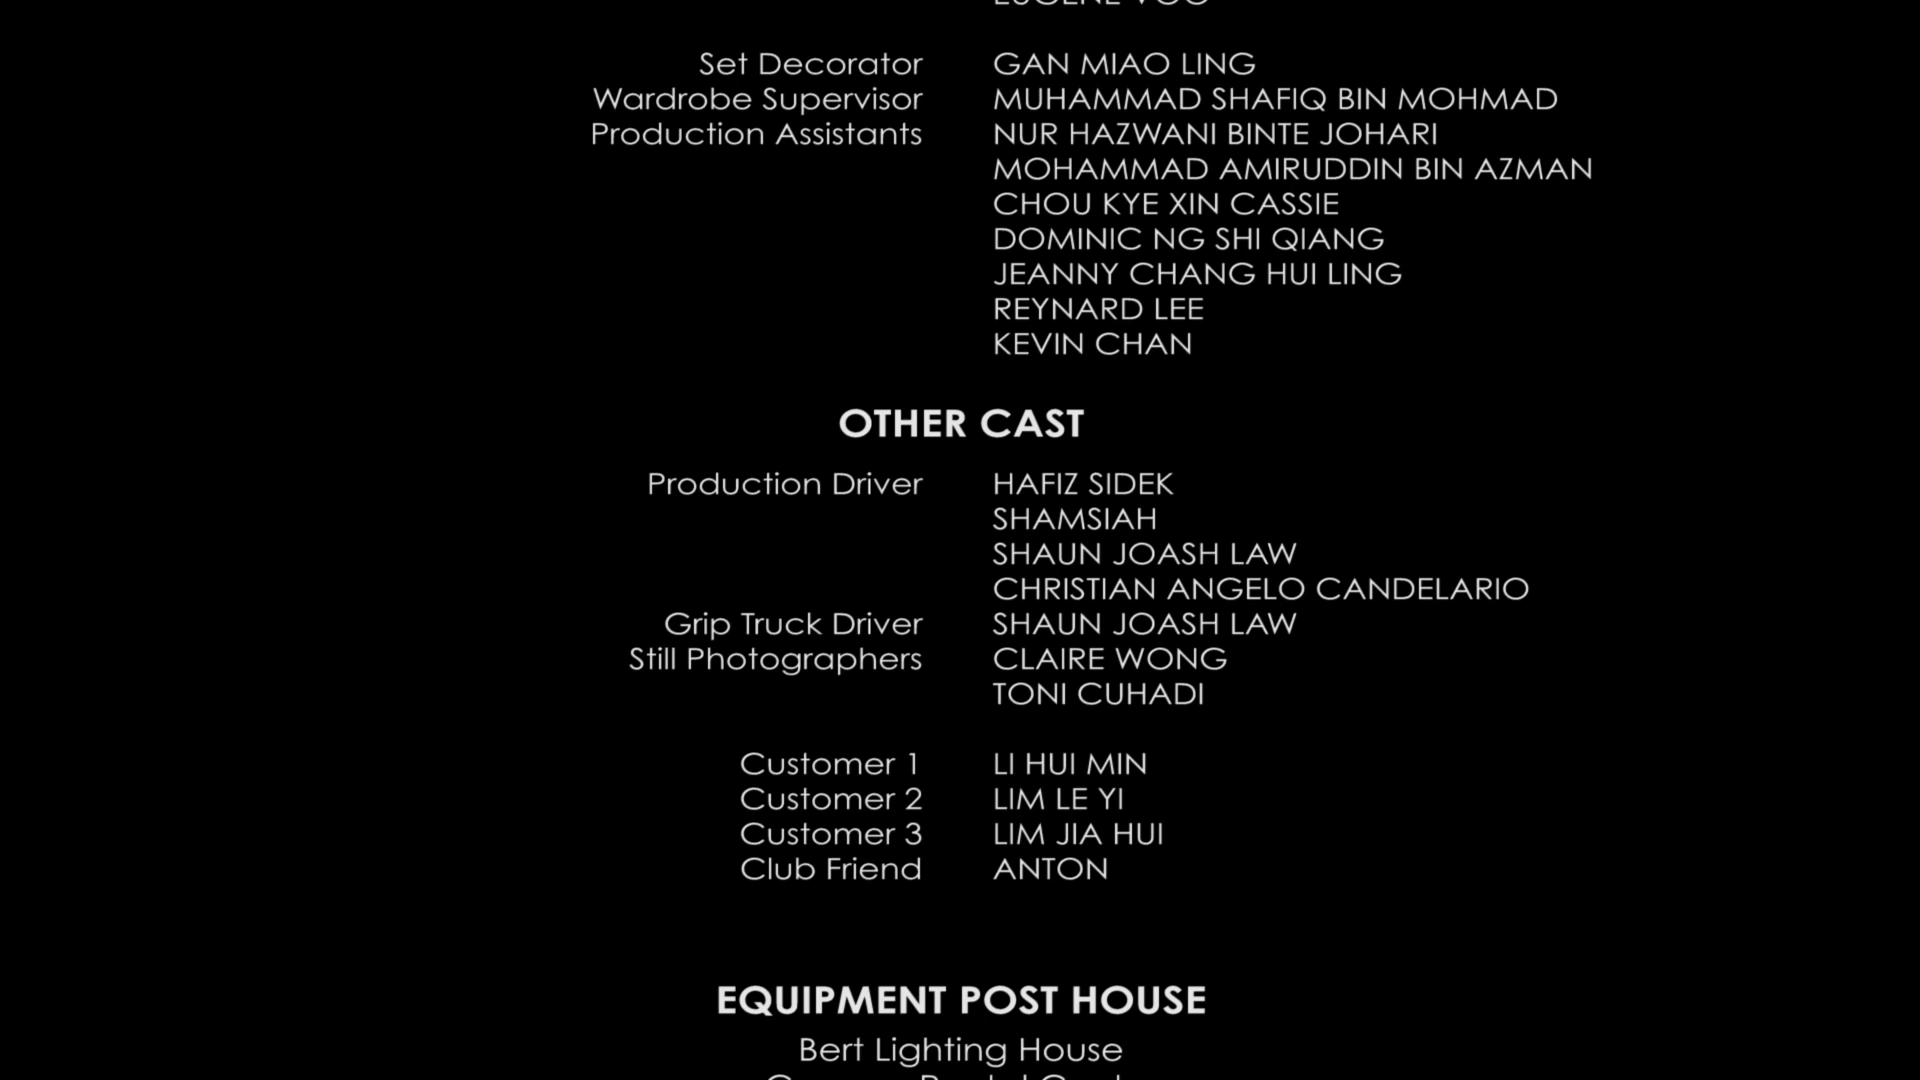 Set Decorator GAN MIAO LING
Wardrobe Supervisor MUHAMMAD SHAFIQ BIN MOHMAD
Production Assistants NUR HAZWANI BINTE JOHARI
MOHAMMAD AMIRUDDIN BIN AZMAN
CHOU KYE XIN CASSIE
DOMINIC NG SHI QIANG
JEANNY CHANG HUI LING
REYNARD LEE
KEVIN CHAN
OTHER CAST
Production Driver HAFIZ SIDEK
SHAMSIAH
SHAUN JOASH LAW
CHRISTIAN ANGELO CANDELARIO
Grip Truck Driver SHAUN JOASH LAW
Still Photographers CLAIRE WONG
TONI CUHADI
Customer 1 LI HUI MIN
Customer 2 LIM LE YI
Customer 3 LIM JIA HUI
Club Friend ANTON
EQUIPMENT POST HOUSE
Bert Lighting House